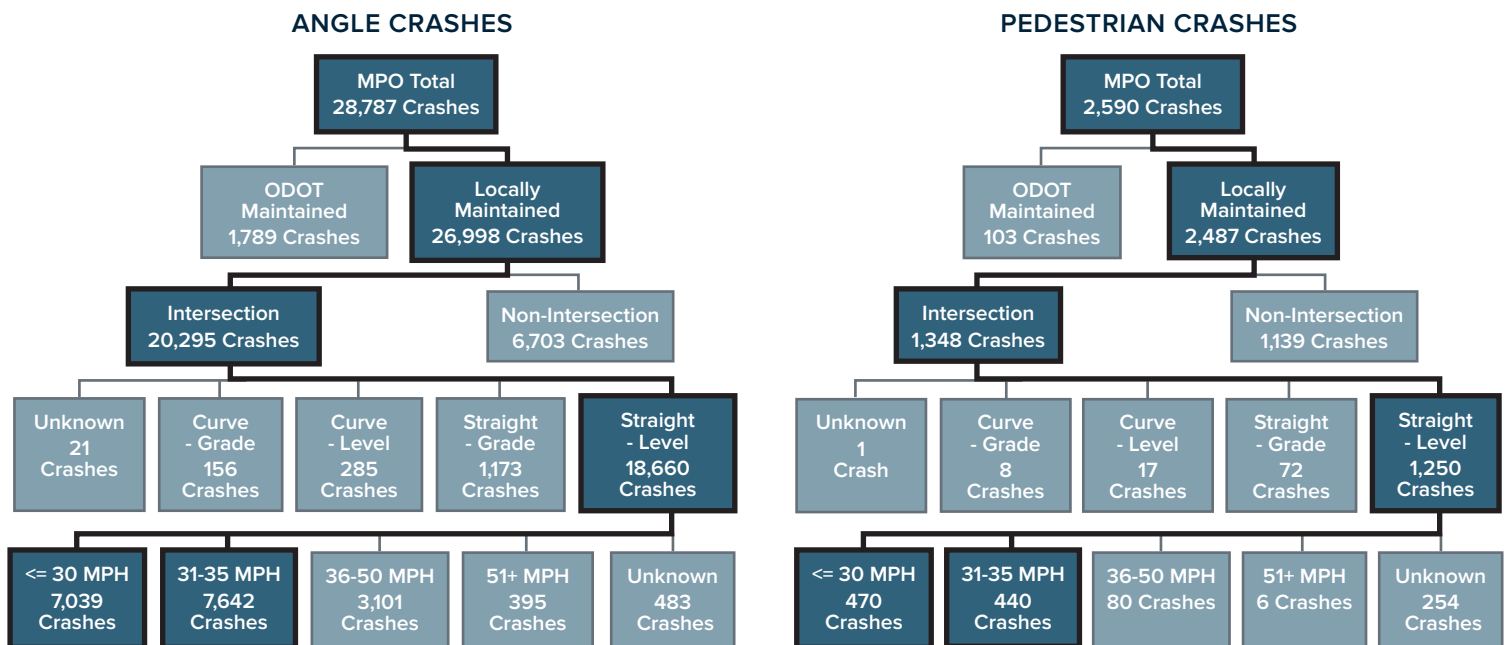 ANGLE CRASHES
MPO Total
28,787 Crashes
ODOT
Maintained
1,789 Crashes
Locally
Maintained
26,998 Crashes
Intersection
20,295 Crashes
Non-Intersection
6,703 Crashes
Unknown
21
Crashes
Curve
- Grade
156
Crashes
Curve
- Level
285
Crashes
Straight
- Grade
1,173
Crashes
Straight
- Level
18,660
Crashes
<= 30 MPH
7,039
Crashes
31-35 MPH
7,642
Crashes
36-50 MPH
3,101
Crashes
51+ MPH
395
Crashes
Unknown
483
Crashes
PEDESTRIAN CRASHES
MPO Total
2,590 Crashes
ODOT
Maintained
103 Crashes
Locally
Maintained
2,487 Crashes
Intersection
1,348 Crashes
Non-Intersection
1,139 Crashes
Unknown
1
Crash
Curve
- Grade
8
Crashes
Curve
- Level
17
Crashes
Straight
- Grade
72
Crashes
Straight
- Level
1,250
Crashes
<= 30 MPH
470
Crashes
31-35 MPH
440
Crashes
36-50 MPH
80 Crashes
51+ MPH
6 Crashes
Unknown
254
Crashes